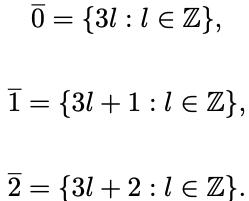 0̅ = {3l : l ∈ ℤ},
1̅ = {3l + 1 : l ∈ ℤ},
2̅ = {3l + 2 : l ∈ ℤ}.